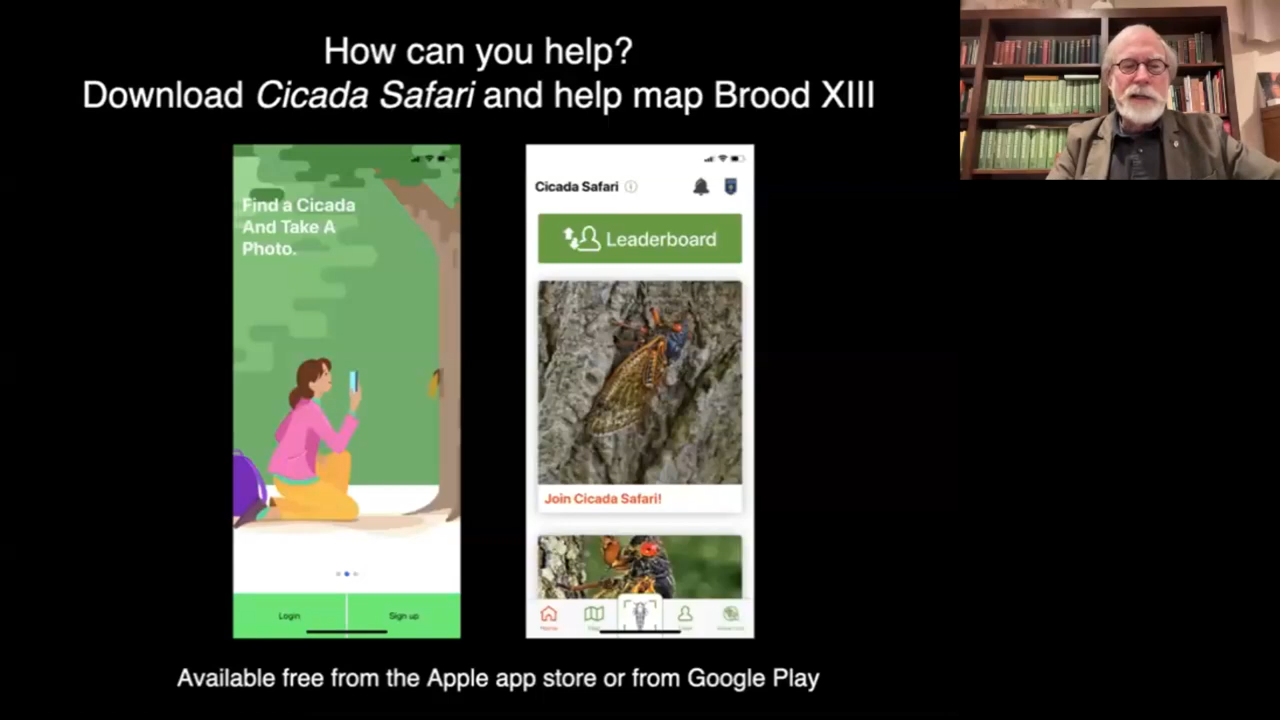 How can you help?
Download Cicada Safari and help map Brood XIII
Find a Cicada
And Take A
Photo.
Login
Sign up
Cicada Safari
Leaderboard
Join Cicada Safari!
Home
Available free from the Apple app store or from Google Play